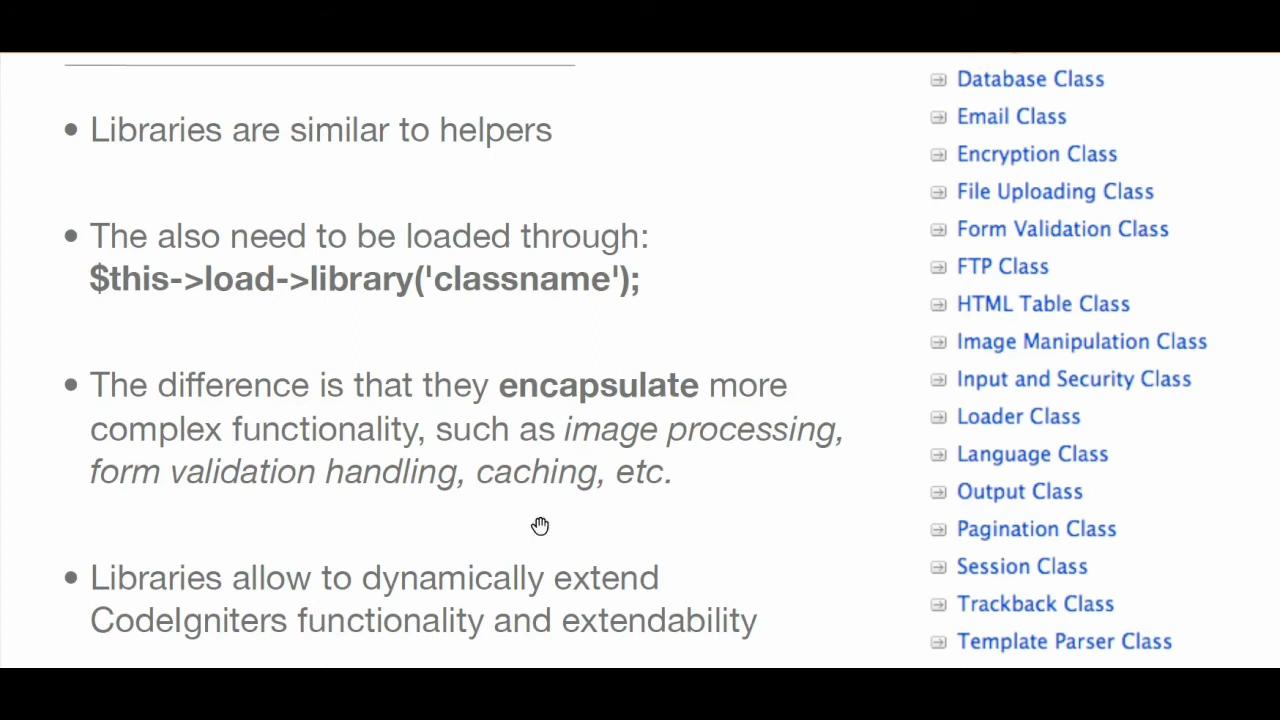 • Libraries are similar to helpers
• The also need to be loaded through:
$this->load->library('classname');
• The difference is that they encapsulate more
complex functionality, such as image processing,
form validation handling, caching, etc.
• Libraries allow to dynamically extend
CodeIgniters functionality and extendability
Database Class
Email Class
Encryption Class
File Uploading Class
Form Validation Class
FTP Class
HTML Table Class
Image Manipulation Class
Input and Security Class
Loader Class
Language Class
Output Class
Pagination Class
Session Class
Trackback Class
Template Parser Class